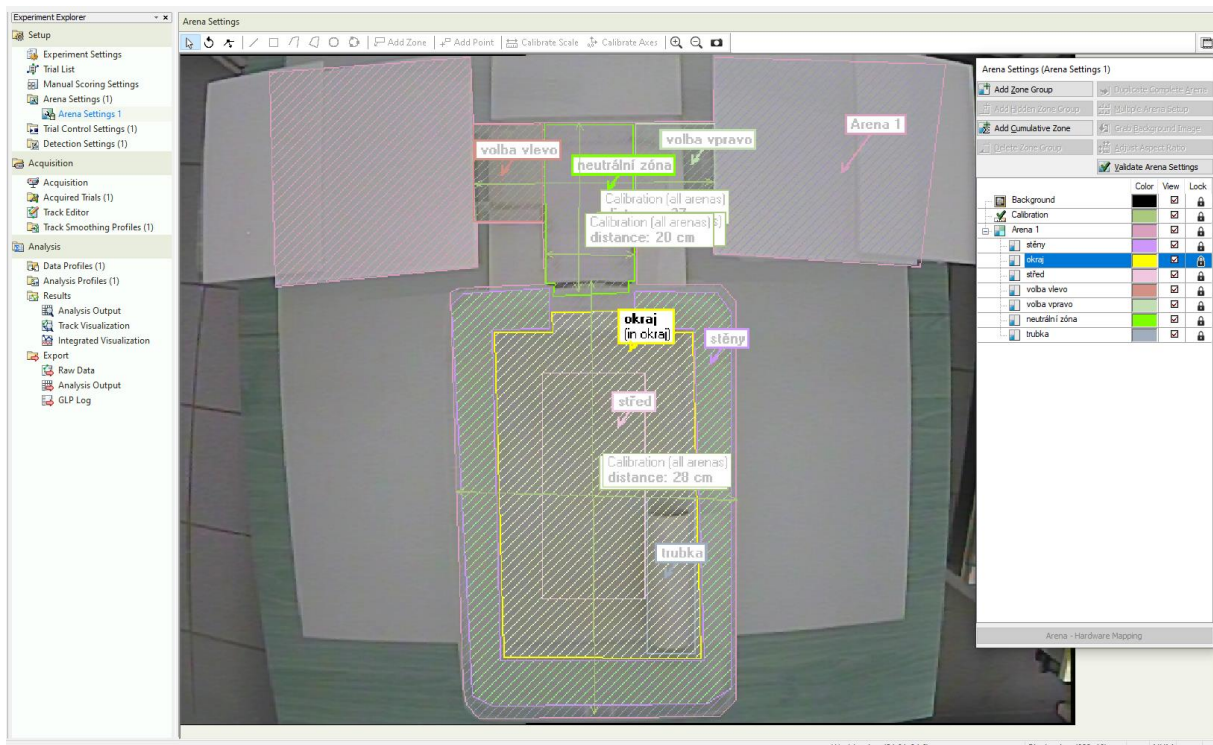 Experiment Explorer
Setup
Experiment Settings
Trial List
Manual Scoring Settings
Arena Settings (1)
Arena Settings 1
Trial Control Settings (1)
Detection Settings (1)
Acquisition
Acquisition
Acquired Trials (1)
Track Editor
Track Smoothing Profiles (1)
Analysis
Data Profiles (1)
Analysis Profiles (1)
Results
Analysis Output
Track Visualization
Integrated Visualization
Export
Raw Data
Analysis Output
GLP Log
Arena Settings
Add Zone
Add Point
Calibrate Scale
Calibrate Axes
volba vlevo
volba vpravo
Arena 1
neutrální zóna
Calibration (all arenas)
Calibration (all arenas)
distance: 20 cm
okraj
(in okraj)
stěny
střed
Calibration (all arenas)
distance: 20 cm
trubka
Arena Settings (Arena Settings 1)
Add Zone Group
Duplicate Complete Arena
Add Hidden Zone Group
Multiple Arena Setup
Add Cumulative Zone
Grab Background Image
Delete Zone Group
Adjust Aspect Ratio
Validate Arena Settings
Color View Lock
Background
Calibration
Arena 1
stěny
okraj
střed
volba vlevo
volba vpravo
neutrální zóna
trubka
Arena - Hardware Mapping